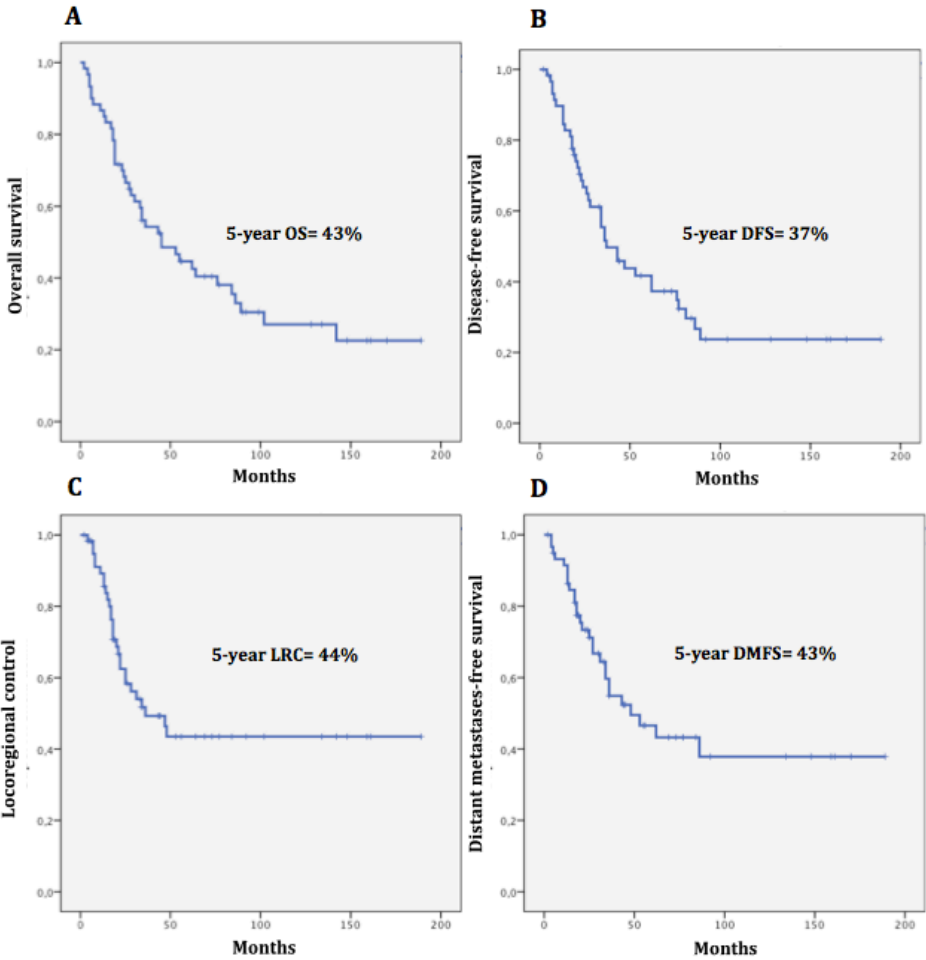 A
Overall survival
1,0
0,8
0,6
0,4
0,2
0,0
5-year OS= 43%
0
50
100
150
200
Months
B
Disease-free survival
1,0
0,8
0,6
0,4
0,2
0,0
5-year DFS= 37%
0
50
100
150
200
Months
C
Locoregional control
1,0
0,8
0,6
0,4
0,2
0,0
5-year LRC= 44%
0
50
100
150
200
Months
D
Distant metastases-free survival
1,0
0,8
0,6
0,4
0,2
0,0
5-year DMFS= 43%
0
50
100
150
200
Months